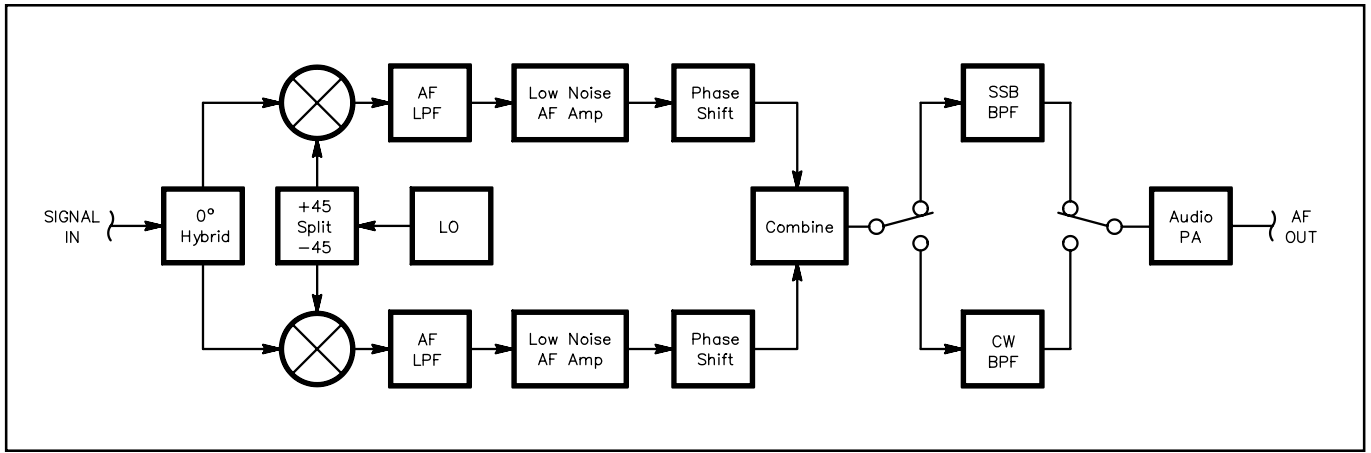 AF
LPF
Low Noise
AF Amp
Phase
Shift
SSB
BPF
SIGNAL
IN
0°
Hybrid
+45
Split
-45
LO
Combine
Audio
PA
AF
OUT
AF
LPF
Low Noise
AF Amp
Phase
Shift
CW
BPF